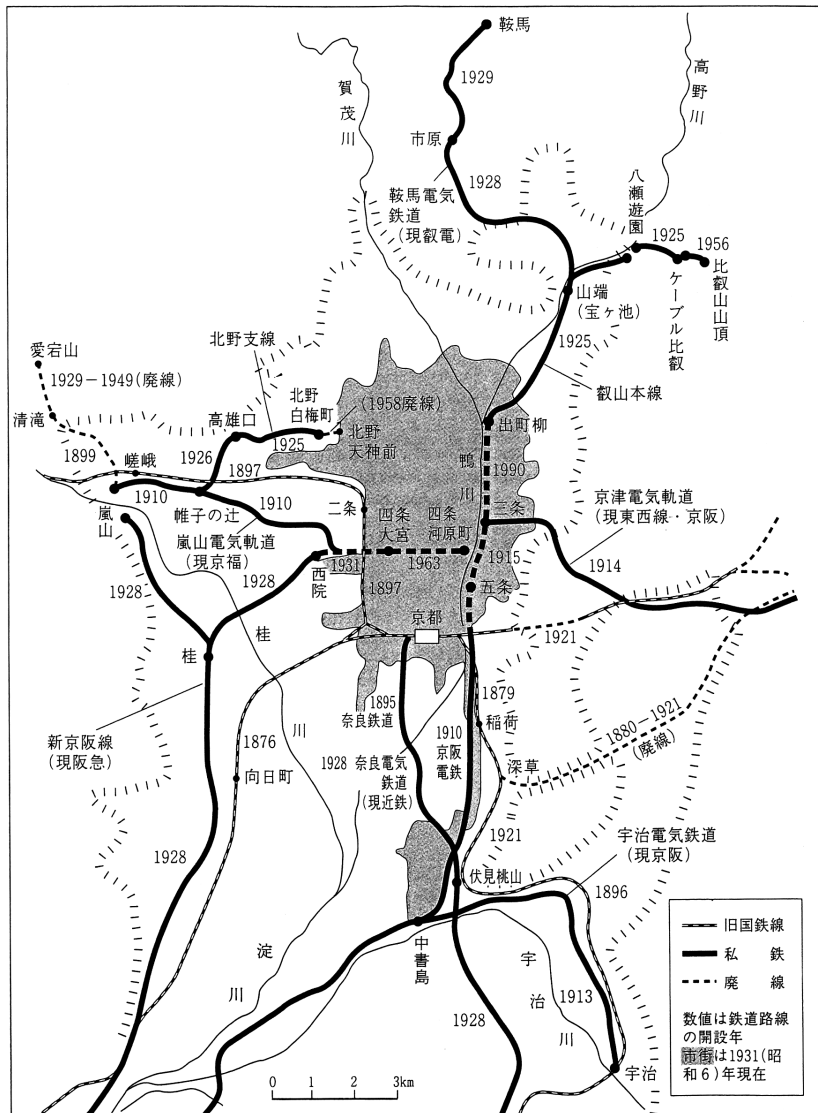 鞍馬
1929
賀茂川
高野川
市原
1928
鞍馬電気
鉄道
(現叡電)
八瀬遊園
1925
1956
比叡山山頂
ケーブル比叡
山端
(宝ヶ池)
1925
叡山本線
愛宕山
1929-1949(廃線)
北野支線
清滝
高雄口
北野
白梅町
(1958廃線)
北野
天神前
1925
1926
出町柳
1899
嵯峨
1897
鴨川
1990
1910
嵐山
帷子の辻
1910
嵐山電気軌道
(現京福)
二条
四条
大宮
四条
河原町
三条
京津電気軌道
(現東西線・京阪)
1915
1914
1928
1928
西院
1931
1963
1897
五条
京都
1921
桂
桂川
1895
奈良鉄道
1879
稲荷
新京阪線
(現阪急)
1876
向日町
1928
奈良電気
鉄道
(現近鉄)
1910
京阪
電鉄
深草
1880-1921
(廃線)
1928
1921
宇治電気鉄道
(現京阪)
伏見桃山
1896
中書島
淀川
宇治川
1913
1928
宇治
旧国鉄線
私鉄
廃線
数値は鉄道路線
の開設年
市街は1931(昭
和6)年現在
0 1 2 3km